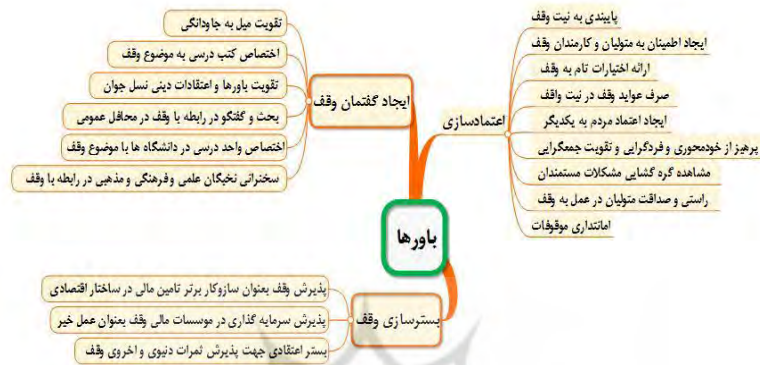 باورها
اعتمادسازی
پایبندی به نیت وقف
ایجاد اطمینان به متولیان و کارمندان وقف
ارائه اختیارات تام به وقف
صرف عواید وقف در نیت واقف
ایجاد اعتماد مردم به یکدیگر
پرهیز از خودمحوری و فردگرایی و تقویت جمعگرایی
مشاهده گره گشایی مشکلات مستمندان
راستی و صداقت متولیان در عمل به وقف
امانتداری موقوفات
ایجاد گفتمان وقف
تقویت میل به جاودانگی
اختصاص کتب درسی به موضوع وقف
تقویت باورها و اعتقادات دینی نسل جوان
بحث و گفتگو در رابطه با وقف در محافل عمومی
اختصاص واحد درسی در دانشگاه ها با موضوع وقف
سخنرانی نخبگان علمی و فرهنگی و مذهبی در رابطه با وقف
بسترسازی وقف
پذیرش وقف بعنوان سازوکار برتر تامین مالی در ساختار اقتصادی
پذیرش سرمایه گذاری در موسسات مالی وقف بعنوان عمل خیر
بستر اعتقادی جهت پذیرش ثمرات دنیوی و اخروی وقف